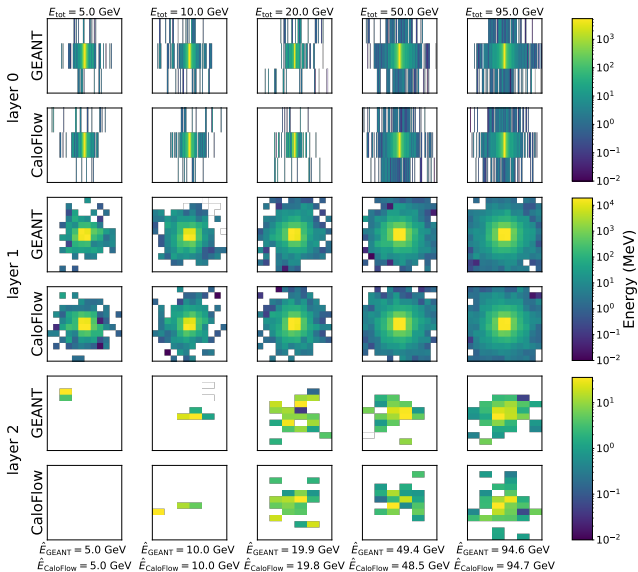 E_tot = 5.0 GeV E_tot = 10.0 GeV E_tot = 20.0 GeV E_tot = 50.0 GeV E_tot = 95.0 GeV
layer 0
GEANT
CaloFlow
10^3
10^2
10^1
10^0
10^−1
10^−2
layer 1
GEANT
CaloFlow
10^4
10^3
10^2
10^1
10^0
10^−1
10^−2
Energy (MeV)
layer 2
GEANT
CaloFlow
10^1
10^0
10^−1
10^−2
Ê_GEANT = 5.0 GeV Ê_GEANT = 10.0 GeV Ê_GEANT = 19.9 GeV Ê_GEANT = 49.4 GeV Ê_GEANT = 94.6 GeV
Ê_CaloFlow = 5.0 GeV Ê_CaloFlow = 10.0 GeV Ê_CaloFlow = 19.8 GeV Ê_CaloFlow = 48.5 GeV Ê_CaloFlow = 94.7 GeV